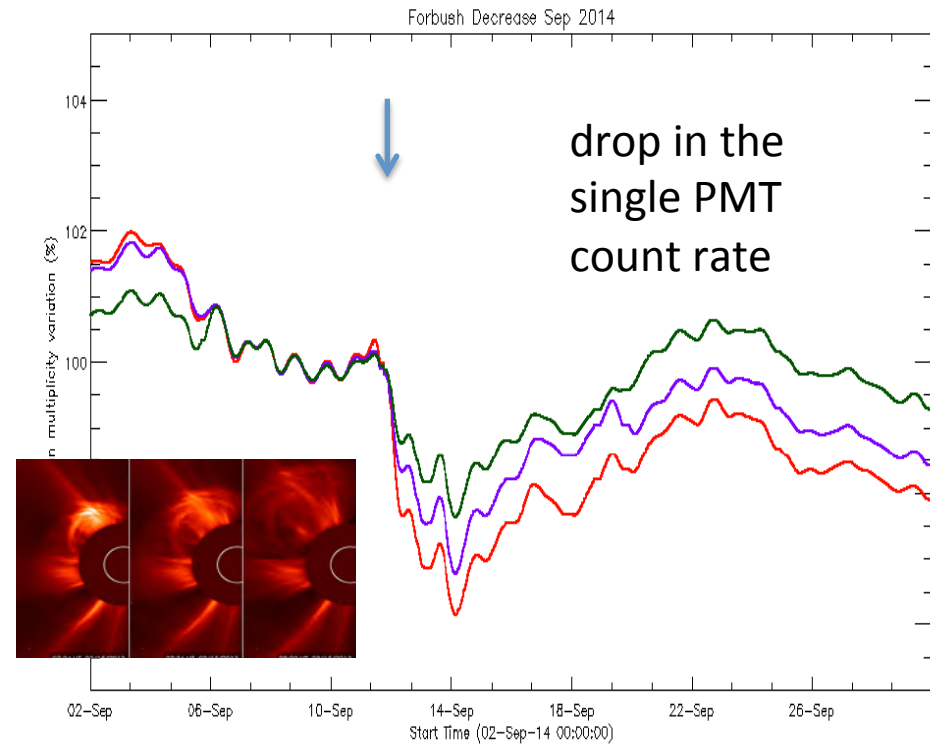 Forbush Decrease Sep 2014
104
102
100
n multiplicity variation (%)
drop in the
single PMT
count rate
02-Sep 06-Sep 10-Sep 14-Sep 18-Sep 22-Sep 26-Sep
Start Time (02-Sep-14 00:00:00)